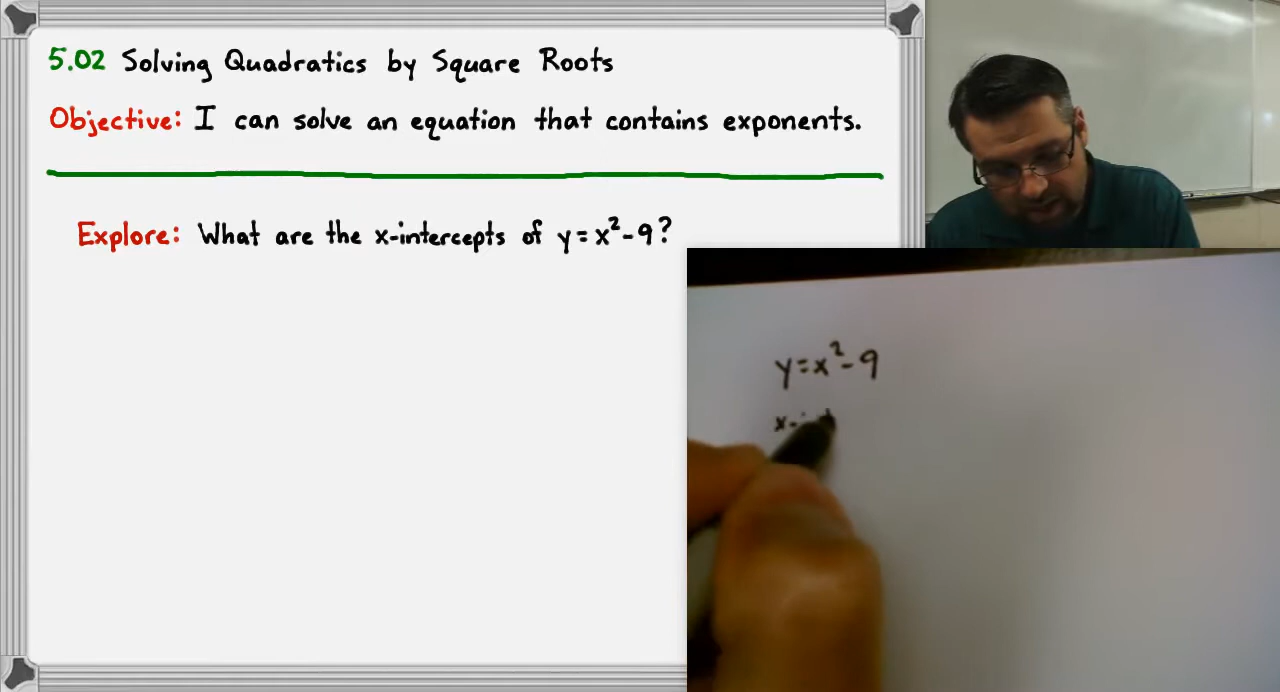 5.02 Solving Quadratics by Square Roots
Objective: I can solve an equation that contains exponents.
Explore: What are the x-intercepts of y=x²-9?
y=x²-9